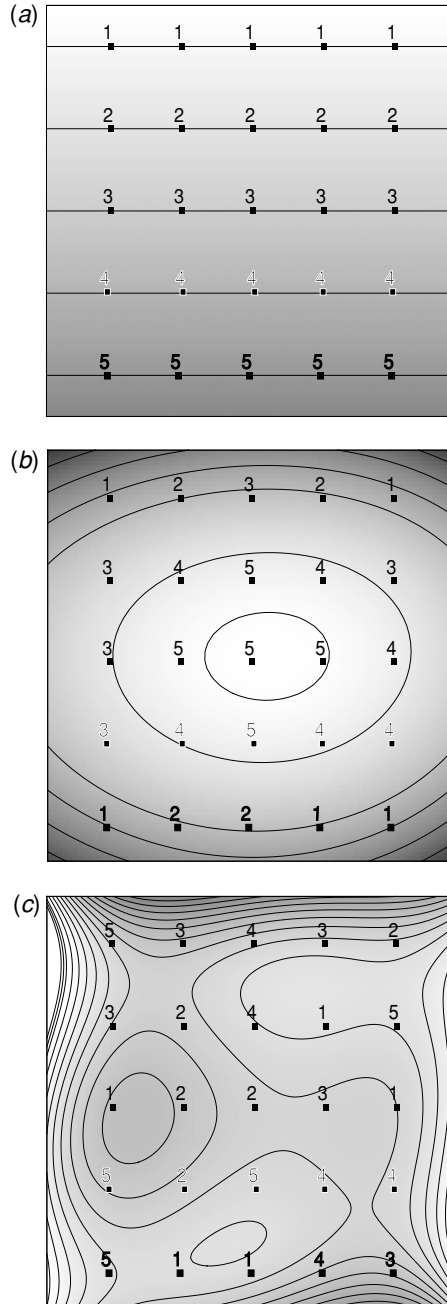 (a)
1 1 1 1 1
2 2 2 2 2
3 3 3 3 3
4 4 4 4 4
5 5 5 5 5
(b)
1 2 3 2 1
3 4 5 4 3
3 5 5 5 4
3 4 5 4 4
1 2 2 1 1
(c)
5 3 4 3 2
3 2 4 1 5
1 2 2 3 1
5 2 5 4 4
5 1 1 4 3